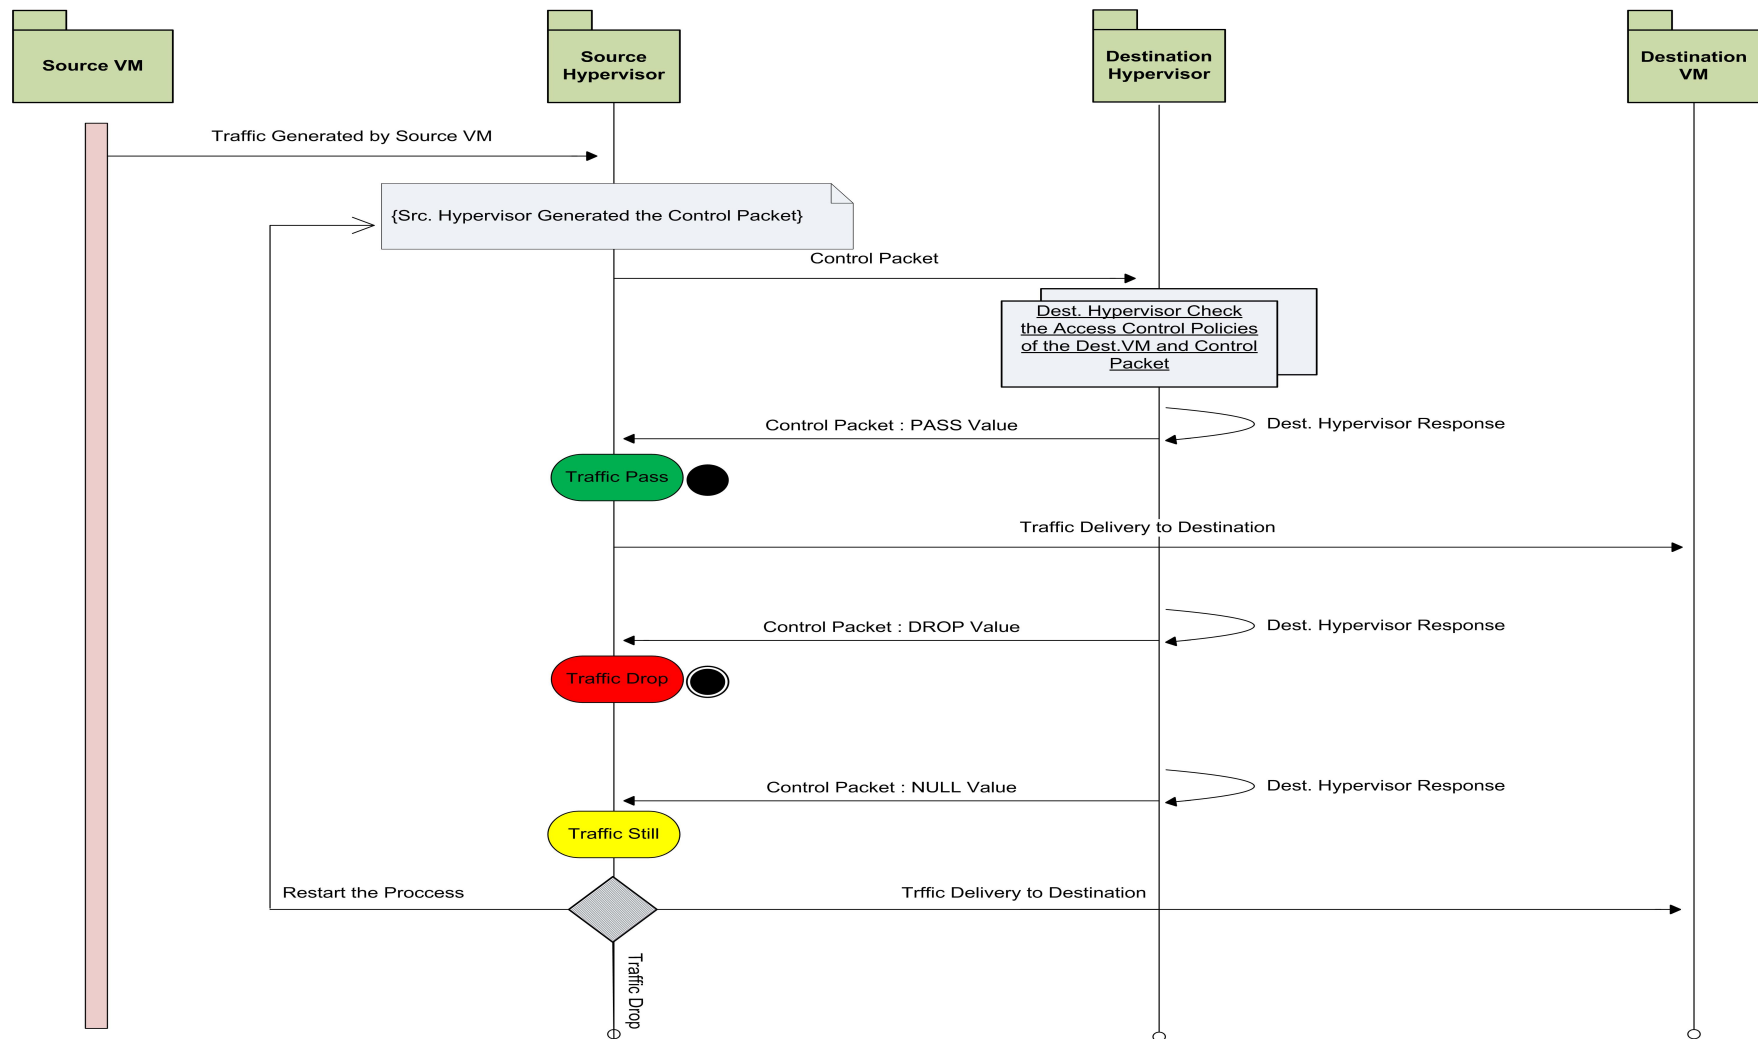 Source VM
Source
Hypervisor
Destination
Hypervisor
Destination
VM
Traffic Generated by Source VM
{Src. Hypervisor Generated the Control Packet}
Control Packet
Dest. Hypervisor Check
the Access Control Policies
of the Dest.VM and Control
Packet
Control Packet : PASS Value
Dest. Hypervisor Response
Traffic Pass
Traffic Delivery to Destination
Control Packet : DROP Value
Dest. Hypervisor Response
Traffic Drop
Control Packet : NULL Value
Dest. Hypervisor Response
Traffic Still
Restart the Proccess
Trffic Delivery to Destination
Traffic Drop